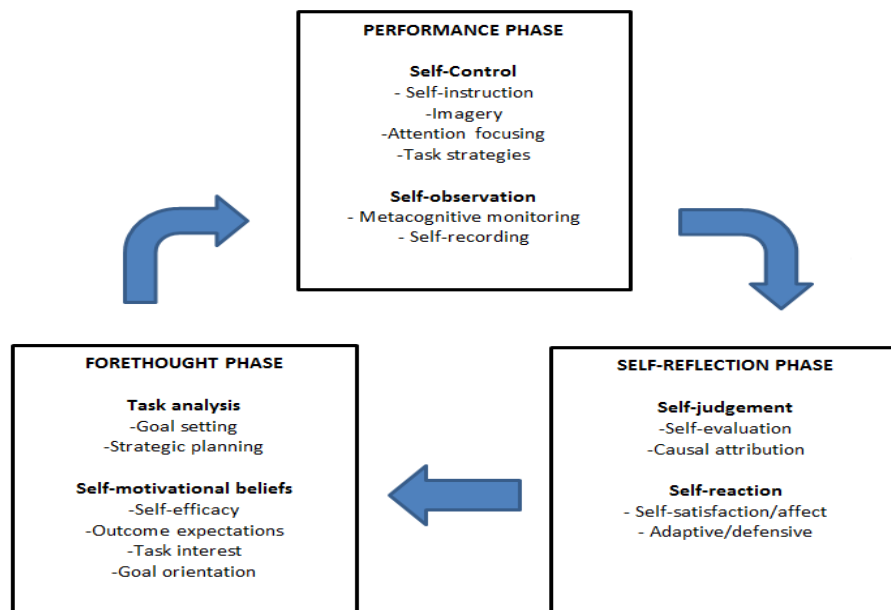 PERFORMANCE PHASE
Self-Control
- Self-instruction
-Imagery
-Attention focusing
-Task strategies
Self-observation
- Metacognitive monitoring
- Self-recording
FORETHOUGHT PHASE
Task analysis
-Goal setting
-Strategic planning
Self-motivational beliefs
-Self-efficacy
-Outcome expectations
-Task interest
-Goal orientation
SELF-REFLECTION PHASE
Self-judgement
-Self-evaluation
-Causal attribution
Self-reaction
- Self-satisfaction/affect
- Adaptive/defensive